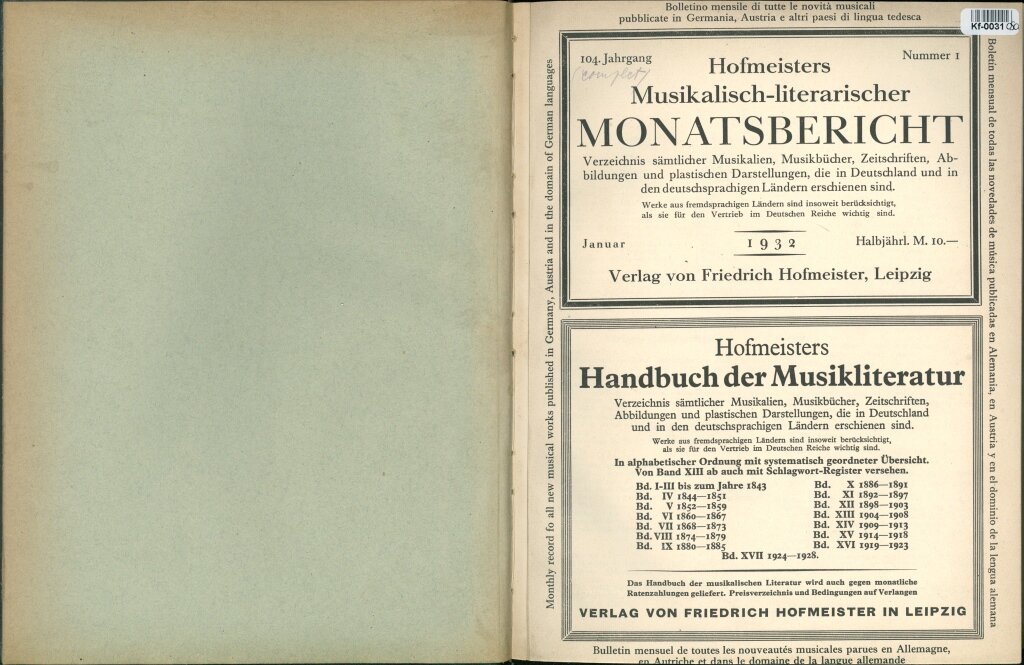 Bolletino mensile di tutte le novità musicali
pubblicate in Germania, Austria e altri paesi di lingua tedesca
Kf-0031
104. Jahrgang
Nummer 1
(complet)
Hofmeisters
Musikalisch-literarischer
MONATSBERICHT
Verzeichnis sämtlicher Musikalien, Musikbücher, Zeitschriften, Ab-
bildungen und plastischen Darstellungen, die in Deutschland und in
den deutschsprachigen Ländern erschienen sind.
Werke aus fremdsprachigen Ländern sind insoweit berücksichtigt,
als sie für den Vertrieb im Deutschen Reiche wichtig sind.
Januar
1932
Halbjährl. M. 10.—
Verlag von Friedrich Hofmeister, Leipzig
Monthly record fo all new musical works published in Germany, Austria and in the domain of German languages
Boletin mensual de todas las novedades de música publicadas en Alemania, en Austria y en el dominio de la lengua alemana
Hofmeisters
Handbuch der Musikliteratur
Verzeichnis sämtlicher Musikalien, Musikbücher, Zeitschriften,
Abbildungen und plastischen Darstellungen, die in Deutschland
und in den deutschsprachigen Ländern erschienen sind.
Werke aus fremdsprachigen Ländern sind insoweit berücksichtigt,
als sie für den Vertrieb im Deutschen Reiche wichtig sind.
In alphabetischer Ordnung mit systematisch geordneter Übersicht.
Von Band XIII ab auch mit Schlagwort-Register versehen.
Bd. I-III bis zum Jahre 1843
Bd. IV 1844—1851
Bd. V 1852—1859
Bd. VI 1860—1867
Bd. VII 1868—1873
Bd. VIII 1874—1879
Bd. IX 1880—1885
Bd. X 1886—1891
Bd. XI 1892—1897
Bd. XII 1898—1903
Bd. XIII 1904—1908
Bd. XIV 1909—1913
Bd. XV 1914—1918
Bd. XVI 1919—1923
Bd. XVII 1924—1928.
Das Handbuch der musikalischen Literatur wird auch gegen monatliche
Ratenzahlungen geliefert. Preisverzeichnis und Bedingungen auf Verlangen
VERLAG VON FRIEDRICH HOFMEISTER IN LEIPZIG
Bulletin mensuel de toutes les nouveautés musicales parues en Allemagne,
en Autriche et dans le domaine de la langue allemande